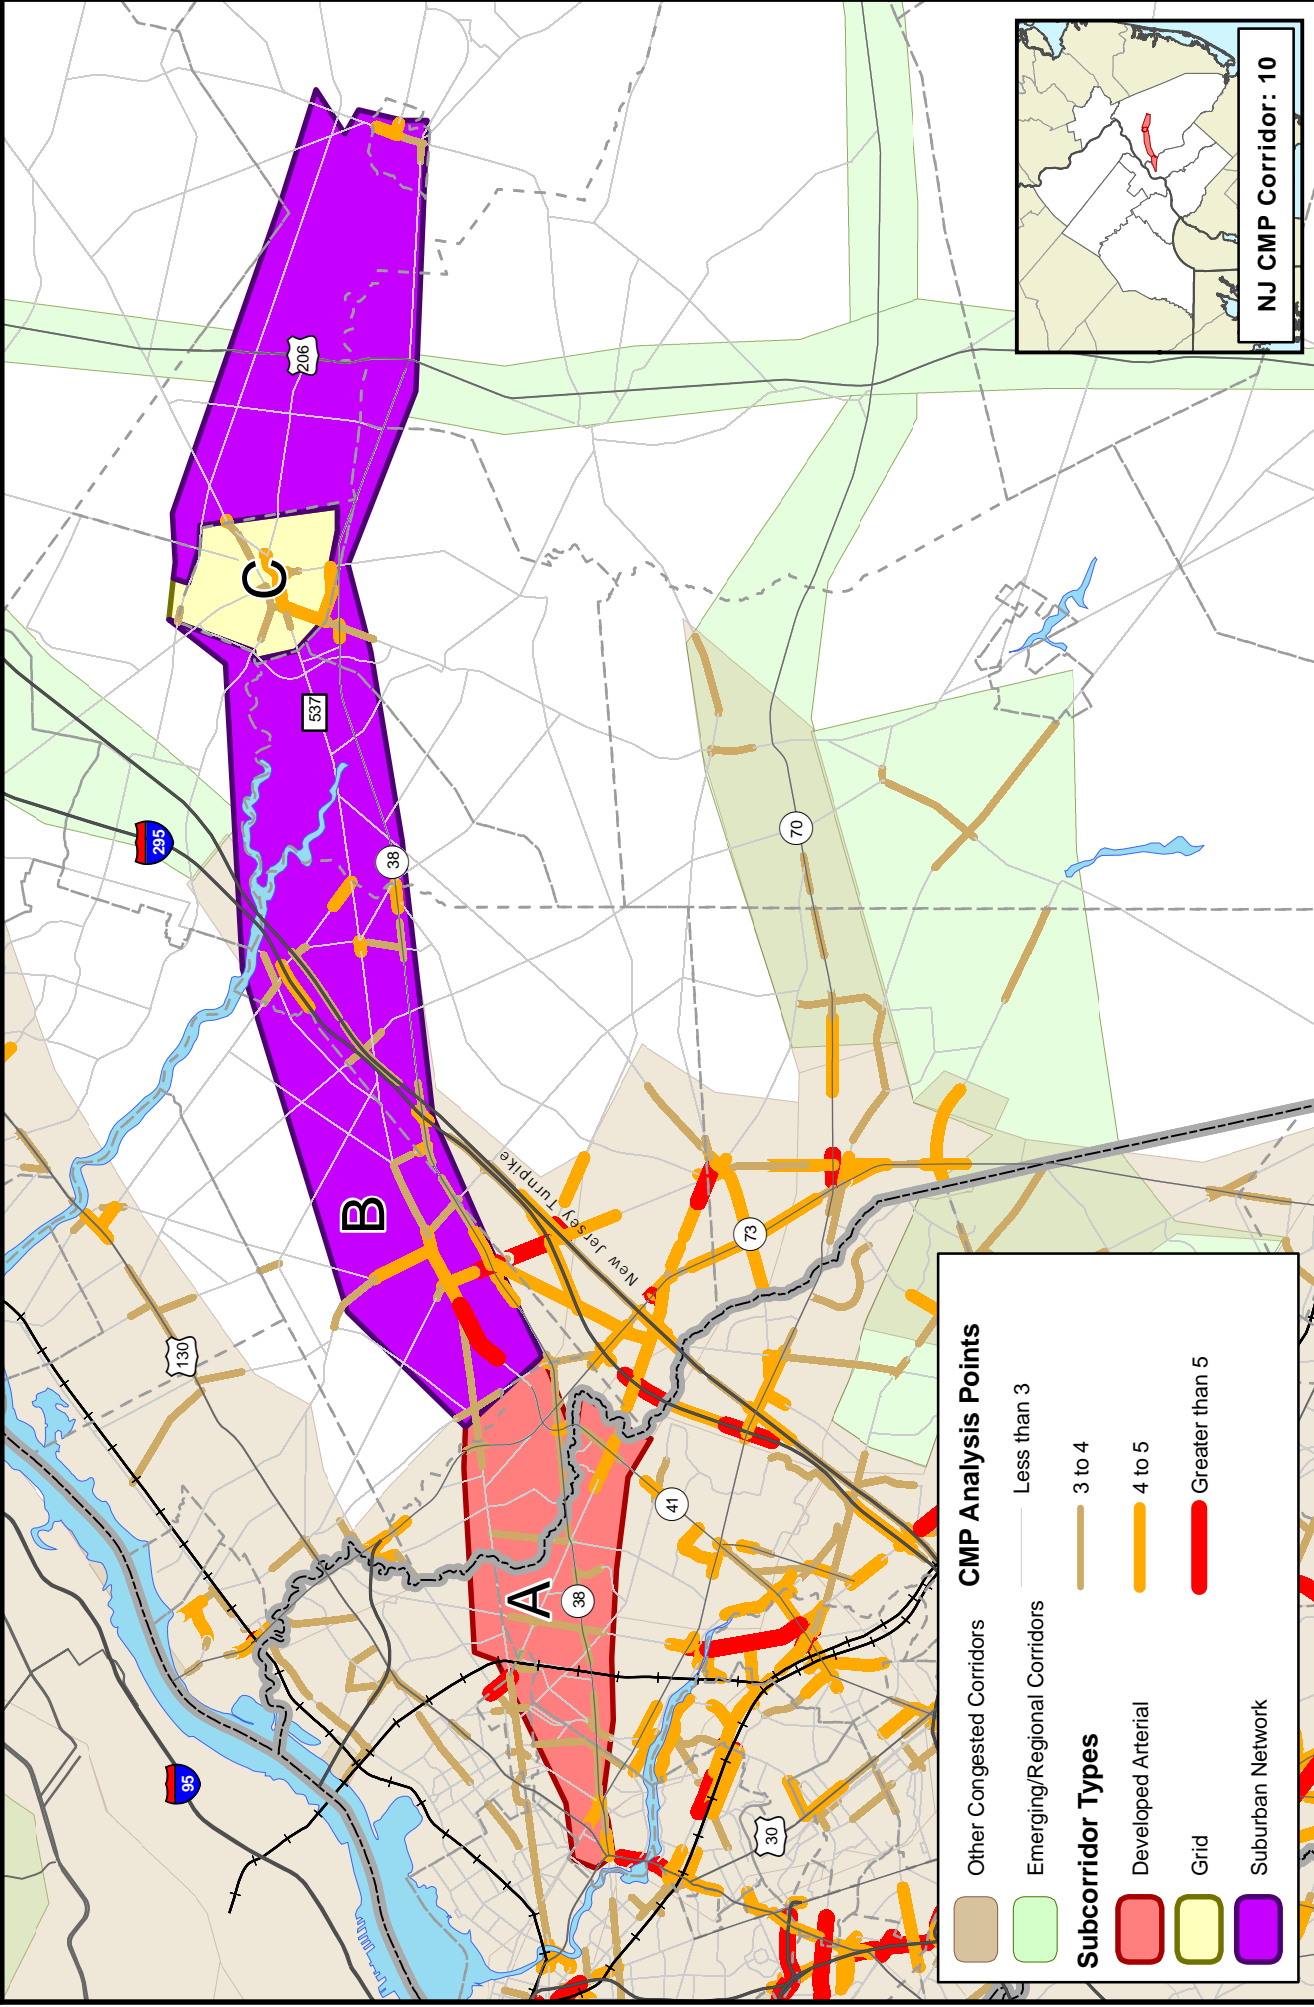 NJ CMP Corridor: 10
206
C
537
295
38
70
B
New Jersey Turnpike
73
130
41
A
38
95
30
Other Congested Corridors
Emerging/Regional Corridors
Subcorridor Types
Developed Arterial
Grid
Suburban Network
CMP Analysis Points
Less than 3
3 to 4
4 to 5
Greater than 5